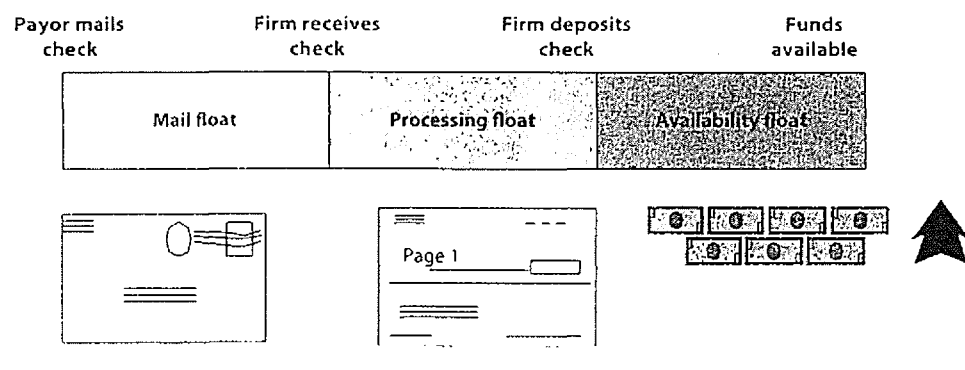 Payor mails
check
Firm receives
check
Firm deposits
check
Funds
available
Mail float
Processing float
Availability float
Page 1